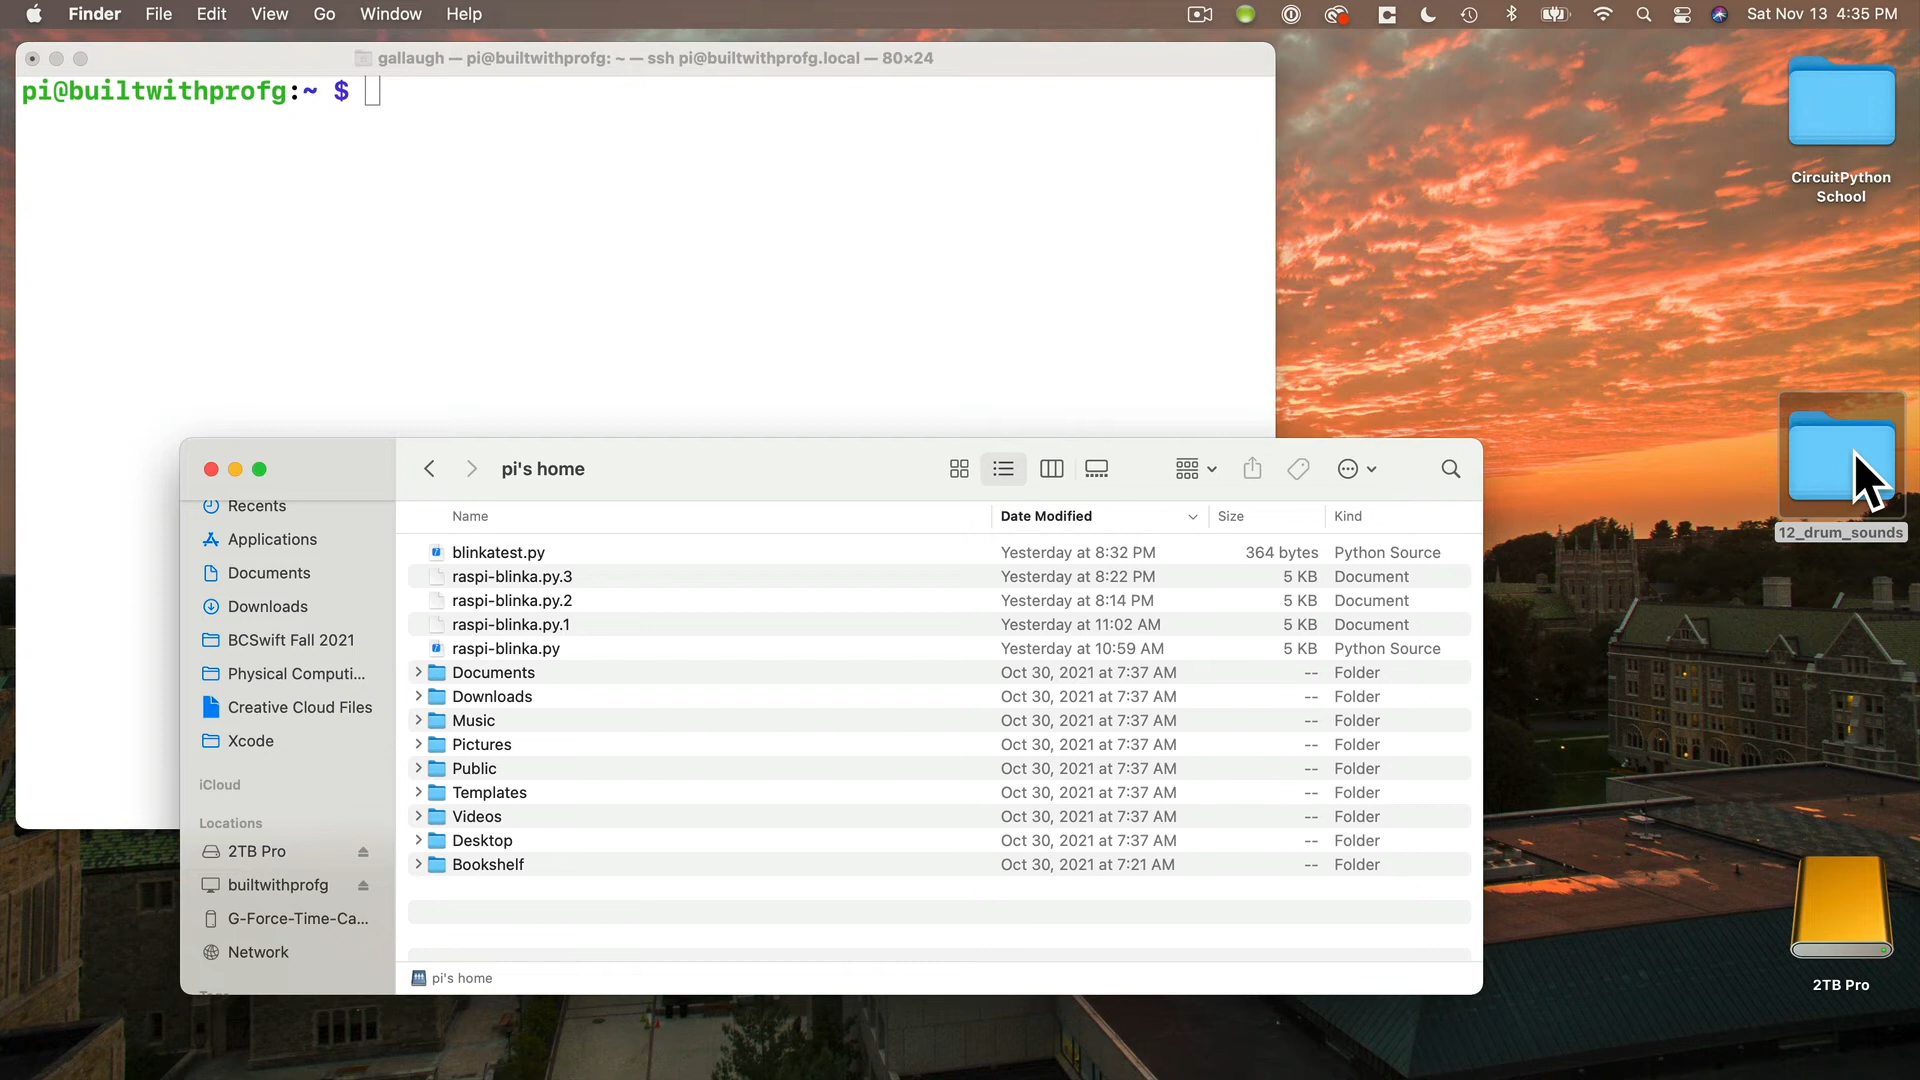 Finder File Edit View Go Window Help Sat Nov 13 4:35 PM
gallaugh — pi@builtwithprofg: ~ — ssh pi@builtwithprofg.local — 80×24
pi@builtwithprofg:~ $
CircuitPython
School
12_drum_sounds
2TB Pro
pi's home
Recents
Applications
Documents
Downloads
BCSwift Fall 2021
Physical Computi...
Creative Cloud Files
Xcode
iCloud
Locations
2TB Pro
builtwithprofg
G-Force-Time-Ca...
Network
Tags
Name Date Modified Size Kind
blinkatest.py Yesterday at 8:32 PM 364 bytes Python Source
raspi-blinka.py.3 Yesterday at 8:22 PM 5 KB Document
raspi-blinka.py.2 Yesterday at 8:14 PM 5 KB Document
raspi-blinka.py.1 Yesterday at 11:02 AM 5 KB Document
raspi-blinka.py Yesterday at 10:59 AM 5 KB Python Source
Documents Oct 30, 2021 at 7:37 AM -- Folder
Downloads Oct 30, 2021 at 7:37 AM -- Folder
Music Oct 30, 2021 at 7:37 AM -- Folder
Pictures Oct 30, 2021 at 7:37 AM -- Folder
Public Oct 30, 2021 at 7:37 AM -- Folder
Templates Oct 30, 2021 at 7:37 AM -- Folder
Videos Oct 30, 2021 at 7:37 AM -- Folder
Desktop Oct 30, 2021 at 7:37 AM -- Folder
Bookshelf Oct 30, 2021 at 7:21 AM -- Folder
pi's home